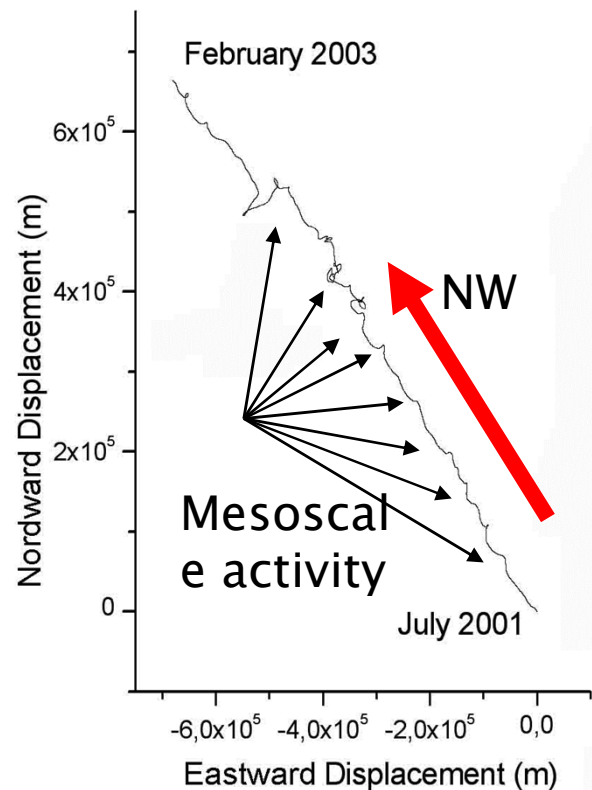 February 2003
6x10⁵
4x10⁵
2x10⁵
0
Nordward Displacement (m)
NW
Mesoscal
e activity
July 2001
-6,0x10⁵
-4,0x10⁵
-2,0x10⁵
0,0
Eastward Displacement (m)